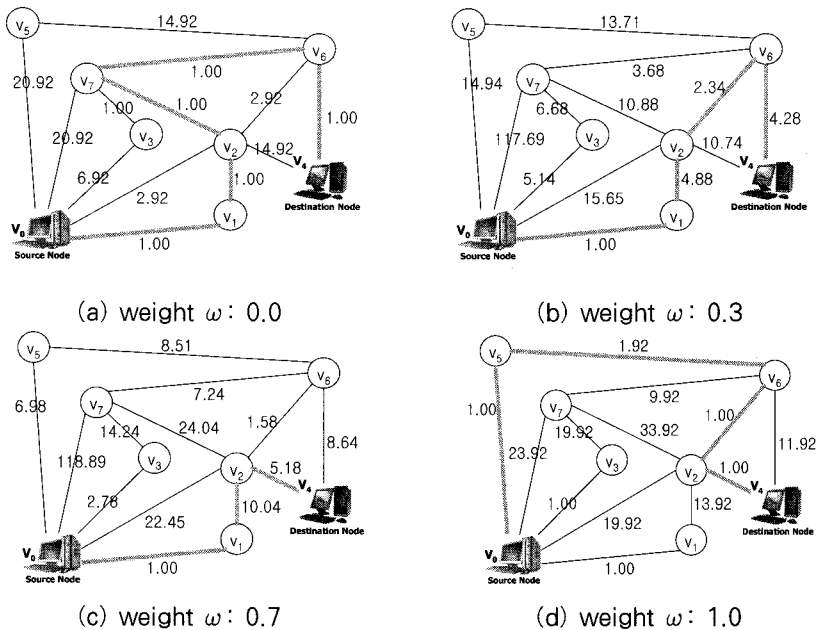 V5
14.92
V6
V7
1.00
20.92
1.00
1.00
2.92
1.00
20.92
V3
V2
14.92
V4
6.92
2.92
1.00
Destination Node
V0
V1
1.00
Source Node
(a) weight ω: 0.0
V5
13.71
V6
V7
3.68
14.94
6.68
10.88
2.34
4.28
117.69
V3
V2
10.74
V4
5.14
15.65
4.88
Destination Node
V0
V1
1.00
Source Node
(b) weight ω: 0.3
V5
8.51
V6
V7
7.24
6.98
14.24
24.04
1.58
8.64
118.89
V3
V2
5.18
V4
2.78
22.45
10.04
Destination Node
V0
V1
1.00
Source Node
(c) weight ω: 0.7
V5
1.92
V6
V7
9.92
1.00
19.92
33.92
1.00
11.92
23.92
V3
V2
1.00
V4
1.00
19.92
13.92
Destination Node
V0
V1
1.00
Source Node
(d) weight ω: 1.0